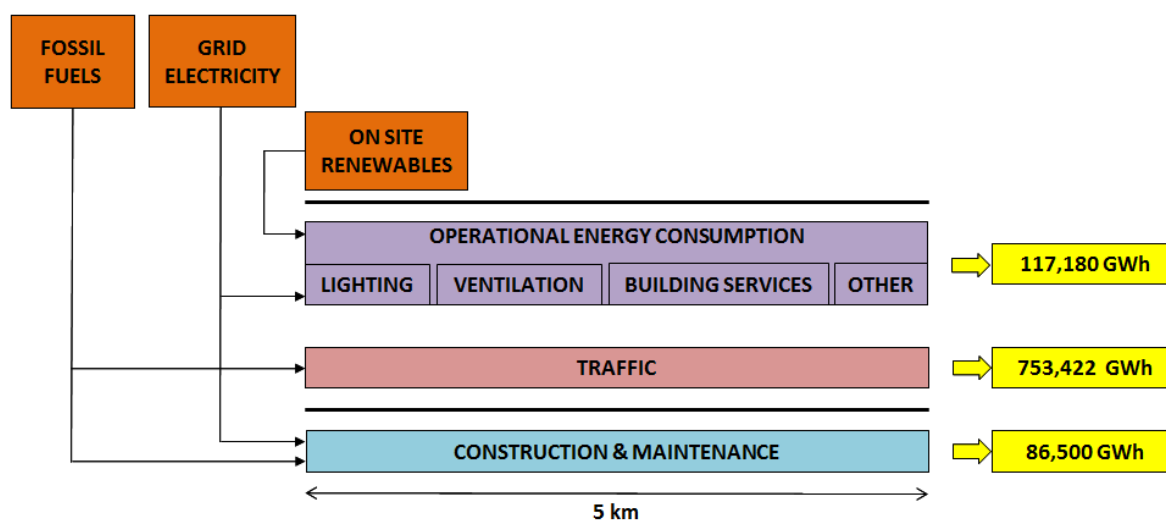 FOSSIL
FUELS
GRID
ELECTRICITY
ON SITE
RENEWABLES
OPERATIONAL ENERGY CONSUMPTION
LIGHTING
VENTILATION
BUILDING SERVICES
OTHER
117,180 GWh
TRAFFIC
753,422 GWh
CONSTRUCTION & MAINTENANCE
86,500 GWh
5 km